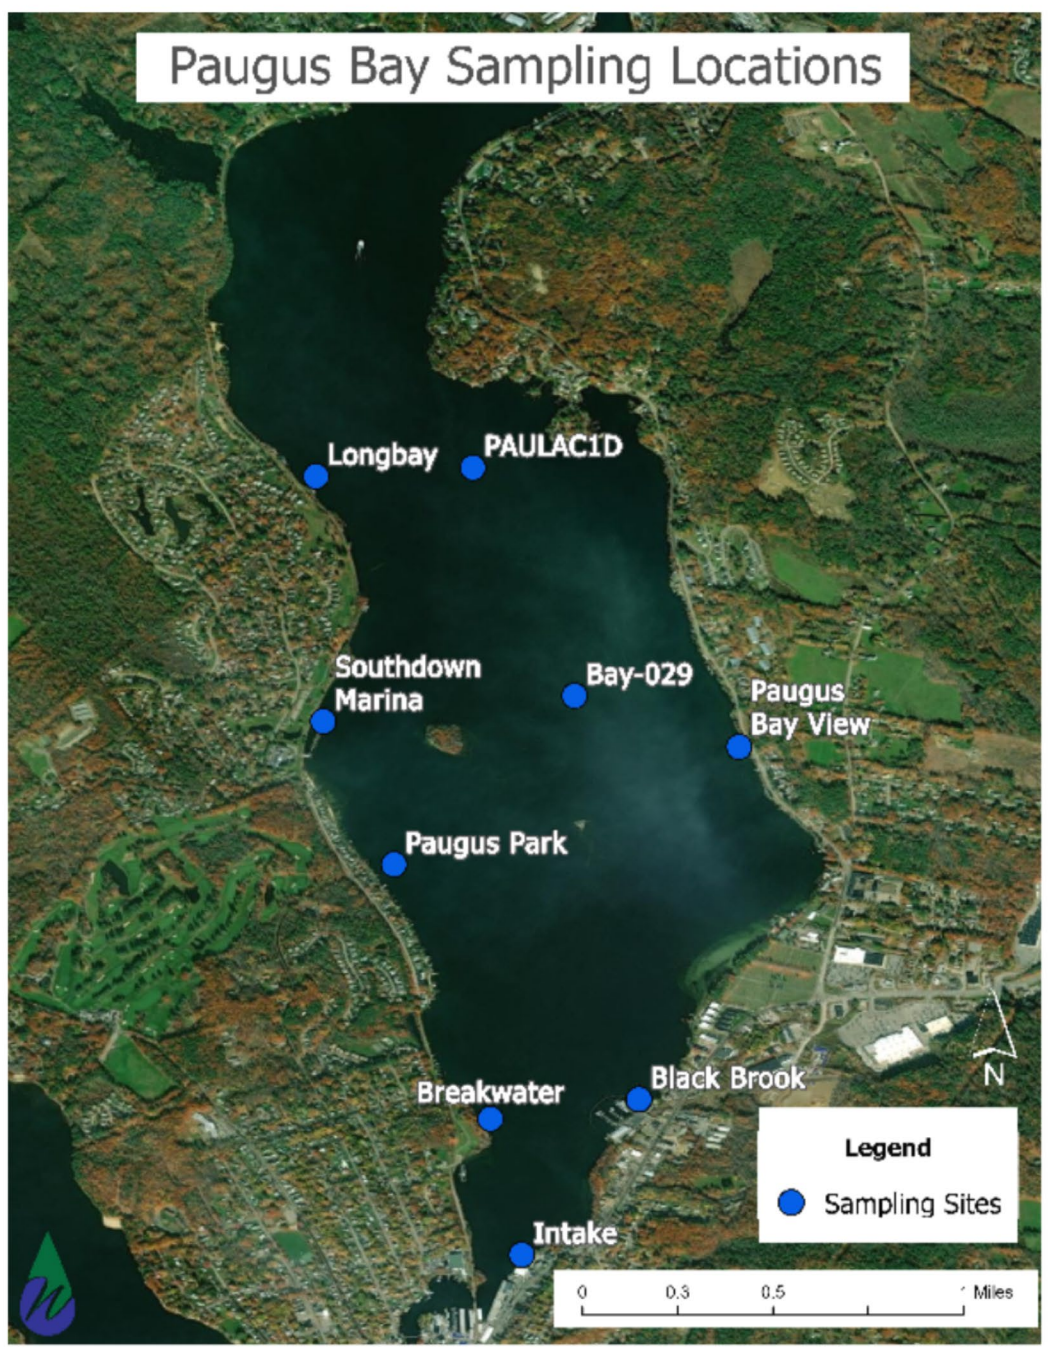 Paugus Bay Sampling Locations
Longbay
PAULAC1D
Southdown
Marina
Bay-029
Paugus
Bay View
Paugus Park
Breakwater
Black Brook
N
Legend
Sampling Sites
Intake
0 0.3 0.5 1 Miles